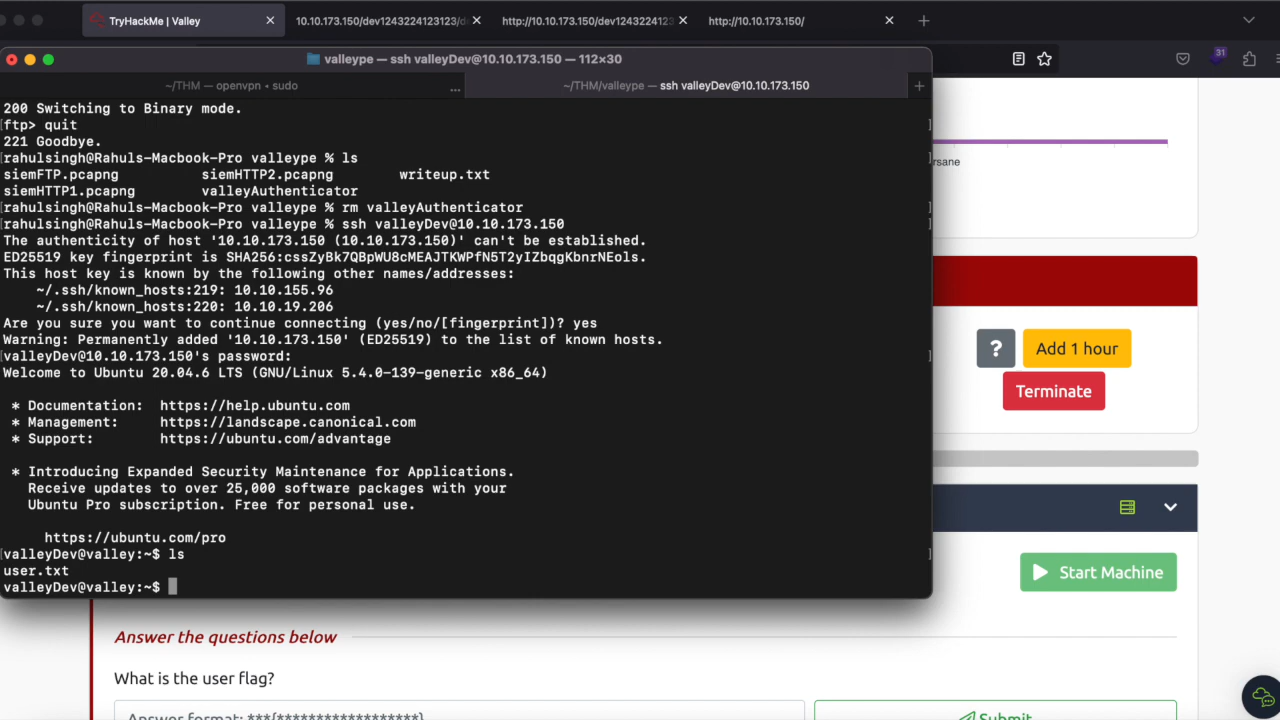 TryHackMe | Valley
10.10.173.150/dev1243224123123/d
http://10.10.173.150/dev1243224123
http://10.10.173.150/
31
valleype — ssh valleyDev@10.10.173.150 — 112×30
~/THM — openvpn • sudo
...
~/THM/valleype — ssh valleyDev@10.10.173.150
200 Switching to Binary mode.
[ftp> quit ]
221 Goodbye.
[rahulsingh@Rahuls-Macbook-Pro valleype % ls ]
siemFTP.pcapng siemHTTP2.pcapng writeup.txt
siemHTTP1.pcapng valleyAuthenticator
[rahulsingh@Rahuls-Macbook-Pro valleype % rm valleyAuthenticator ]
[rahulsingh@Rahuls-Macbook-Pro valleype % ssh valleyDev@10.10.173.150 ]
The authenticity of host '10.10.173.150 (10.10.173.150)' can't be established.
ED25519 key fingerprint is SHA256:cssZyBk7QBpWU8cMEAJTKWPfN5T2yIZbqgKbnrNEols.
This host key is known by the following other names/addresses:
~/.ssh/known_hosts:219: 10.10.155.96
~/.ssh/known_hosts:220: 10.10.19.206
Are you sure you want to continue connecting (yes/no/[fingerprint])? yes
Warning: Permanently added '10.10.173.150' (ED25519) to the list of known hosts.
[valleyDev@10.10.173.150's password: ]
Welcome to Ubuntu 20.04.6 LTS (GNU/Linux 5.4.0-139-generic x86_64)
* Documentation: https://help.ubuntu.com
* Management: https://landscape.canonical.com
* Support: https://ubuntu.com/advantage
* Introducing Expanded Security Maintenance for Applications.
Receive updates to over 25,000 software packages with your
Ubuntu Pro subscription. Free for personal use.
https://ubuntu.com/pro
[valleyDev@valley:~$ ls ]
user.txt
valleyDev@valley:~$
rsane
?
Add 1 hour
Terminate
Start Machine
Answer the questions below
What is the user flag?
Answer format: ***{******************}
Submit